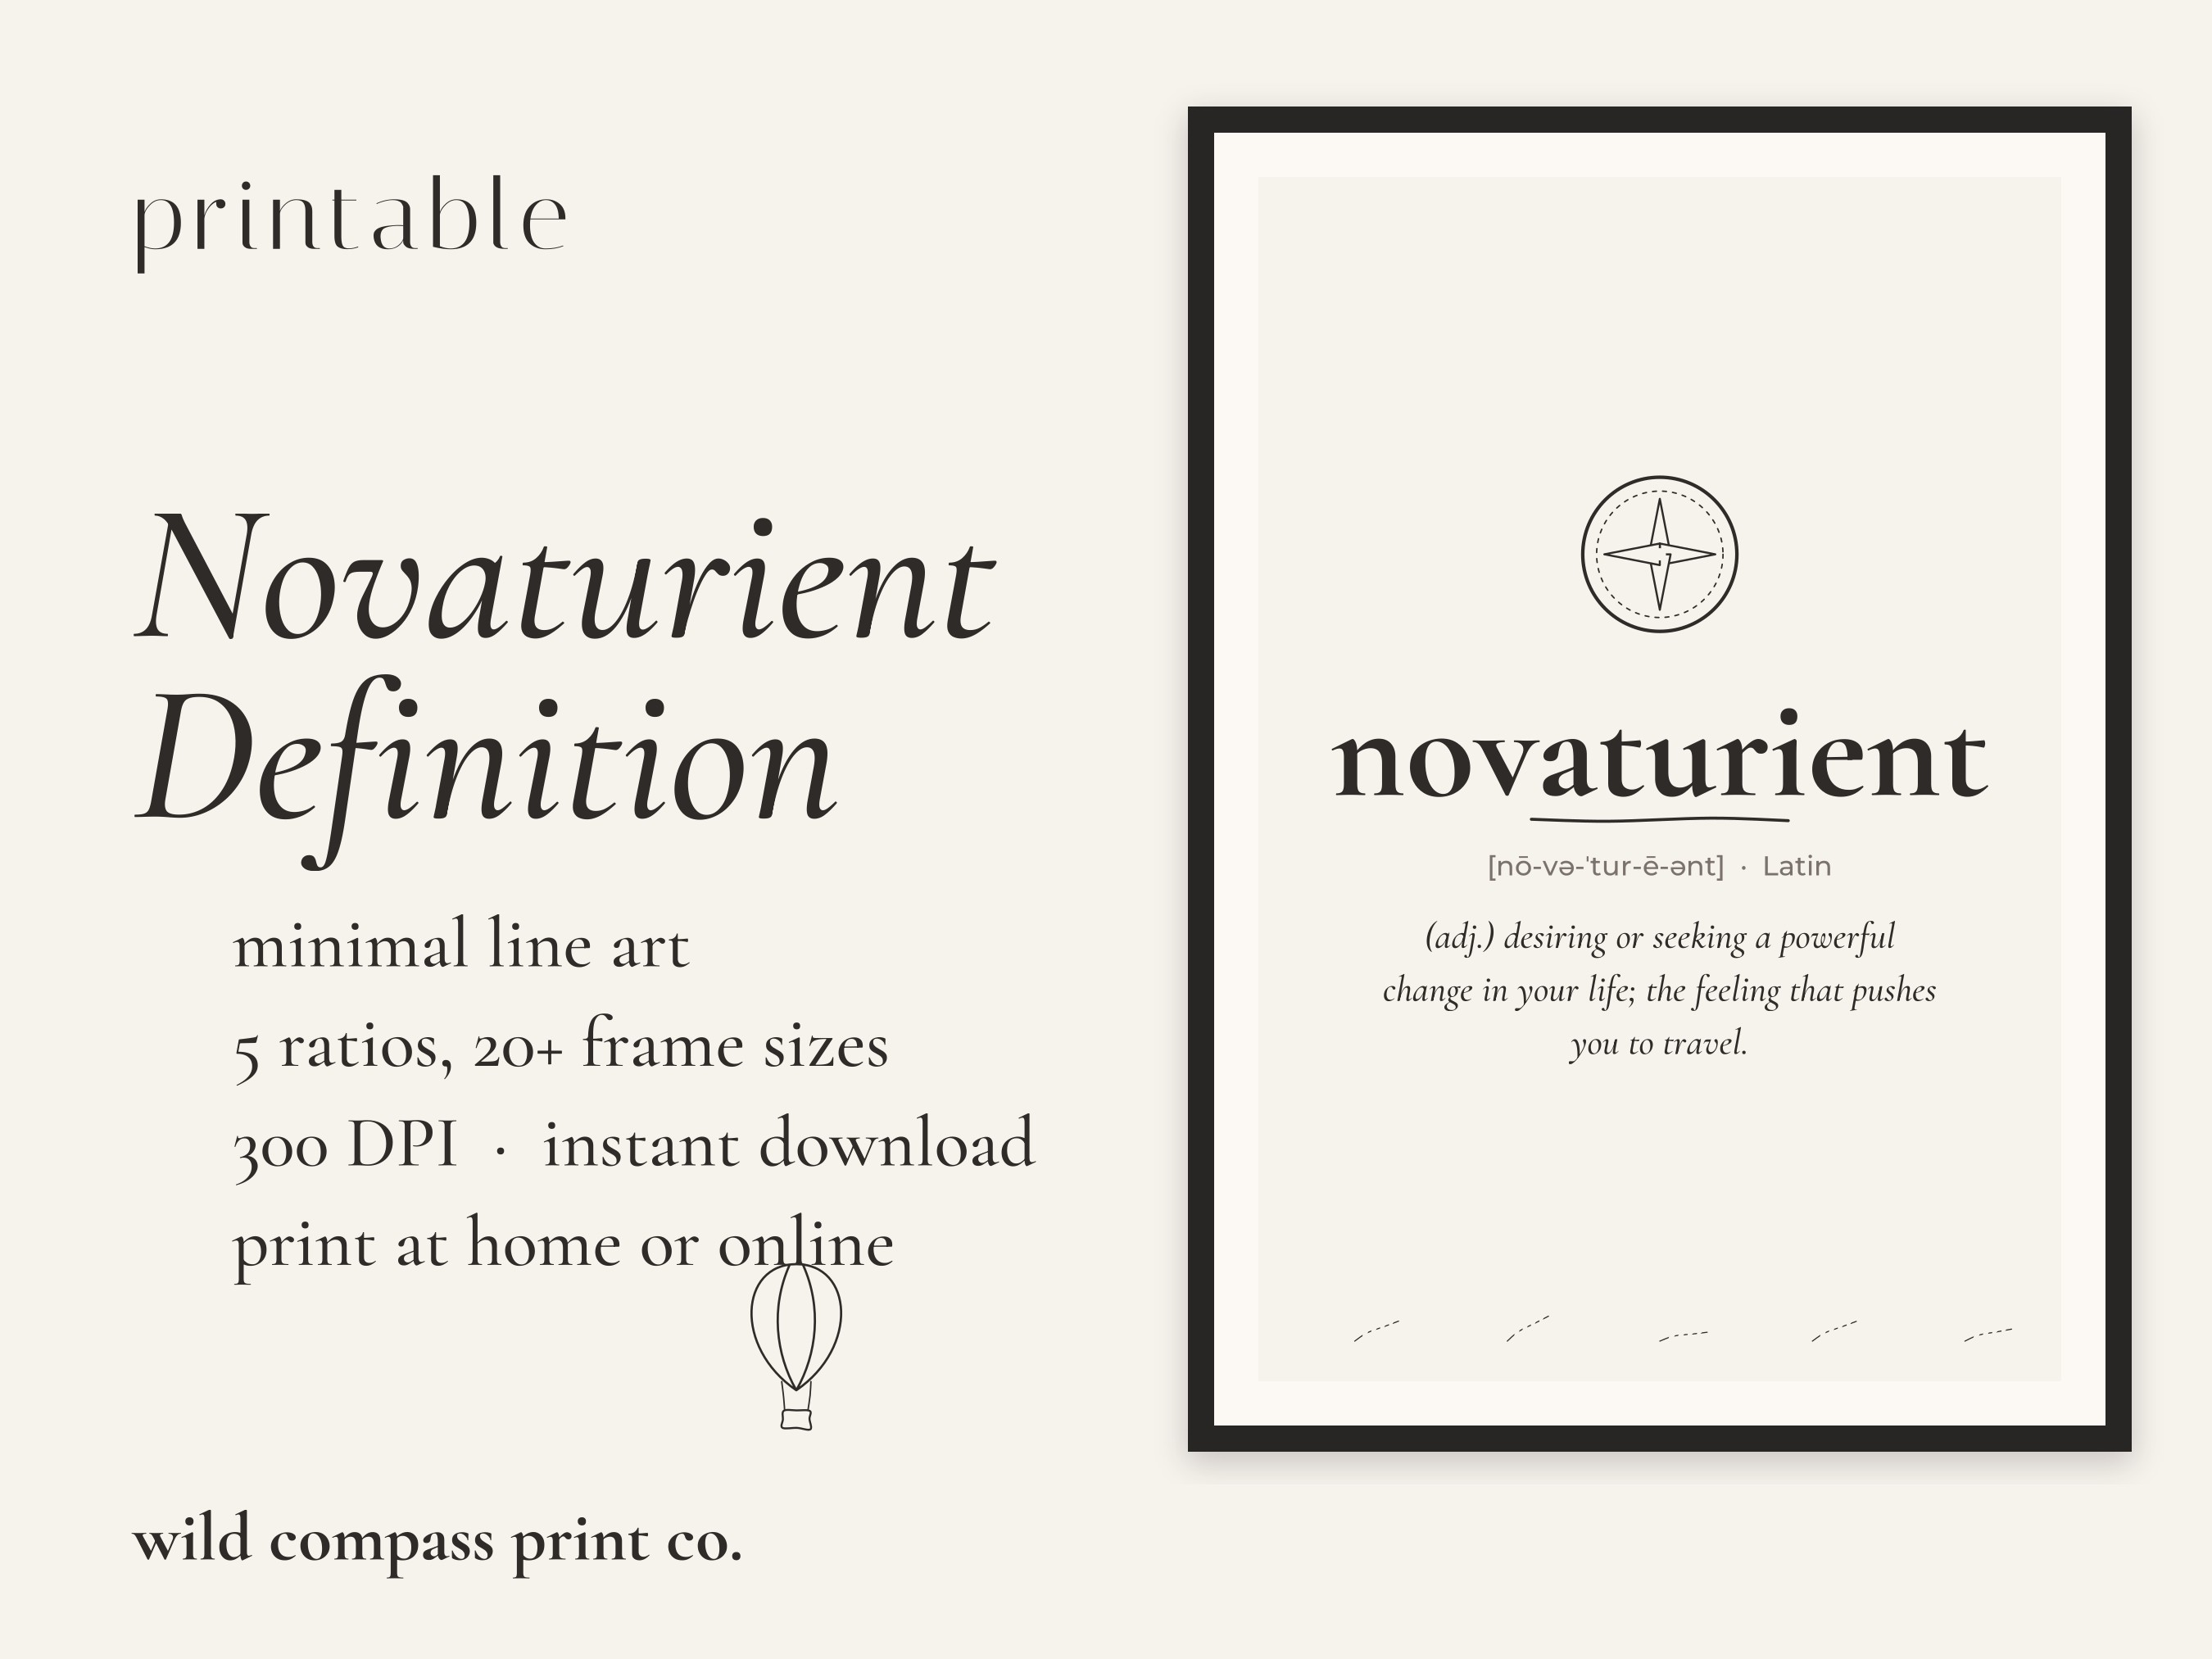 printable
Novaturient
Definition
minimal line art
5 ratios, 20+ frame sizes
300 DPI · instant download
print at home or online
wild compass print co.
novaturient
[nō-və-ˈtur-ē-ənt] · Latin
(adj.) desiring or seeking a powerful
change in your life; the feeling that pushes
you to travel.